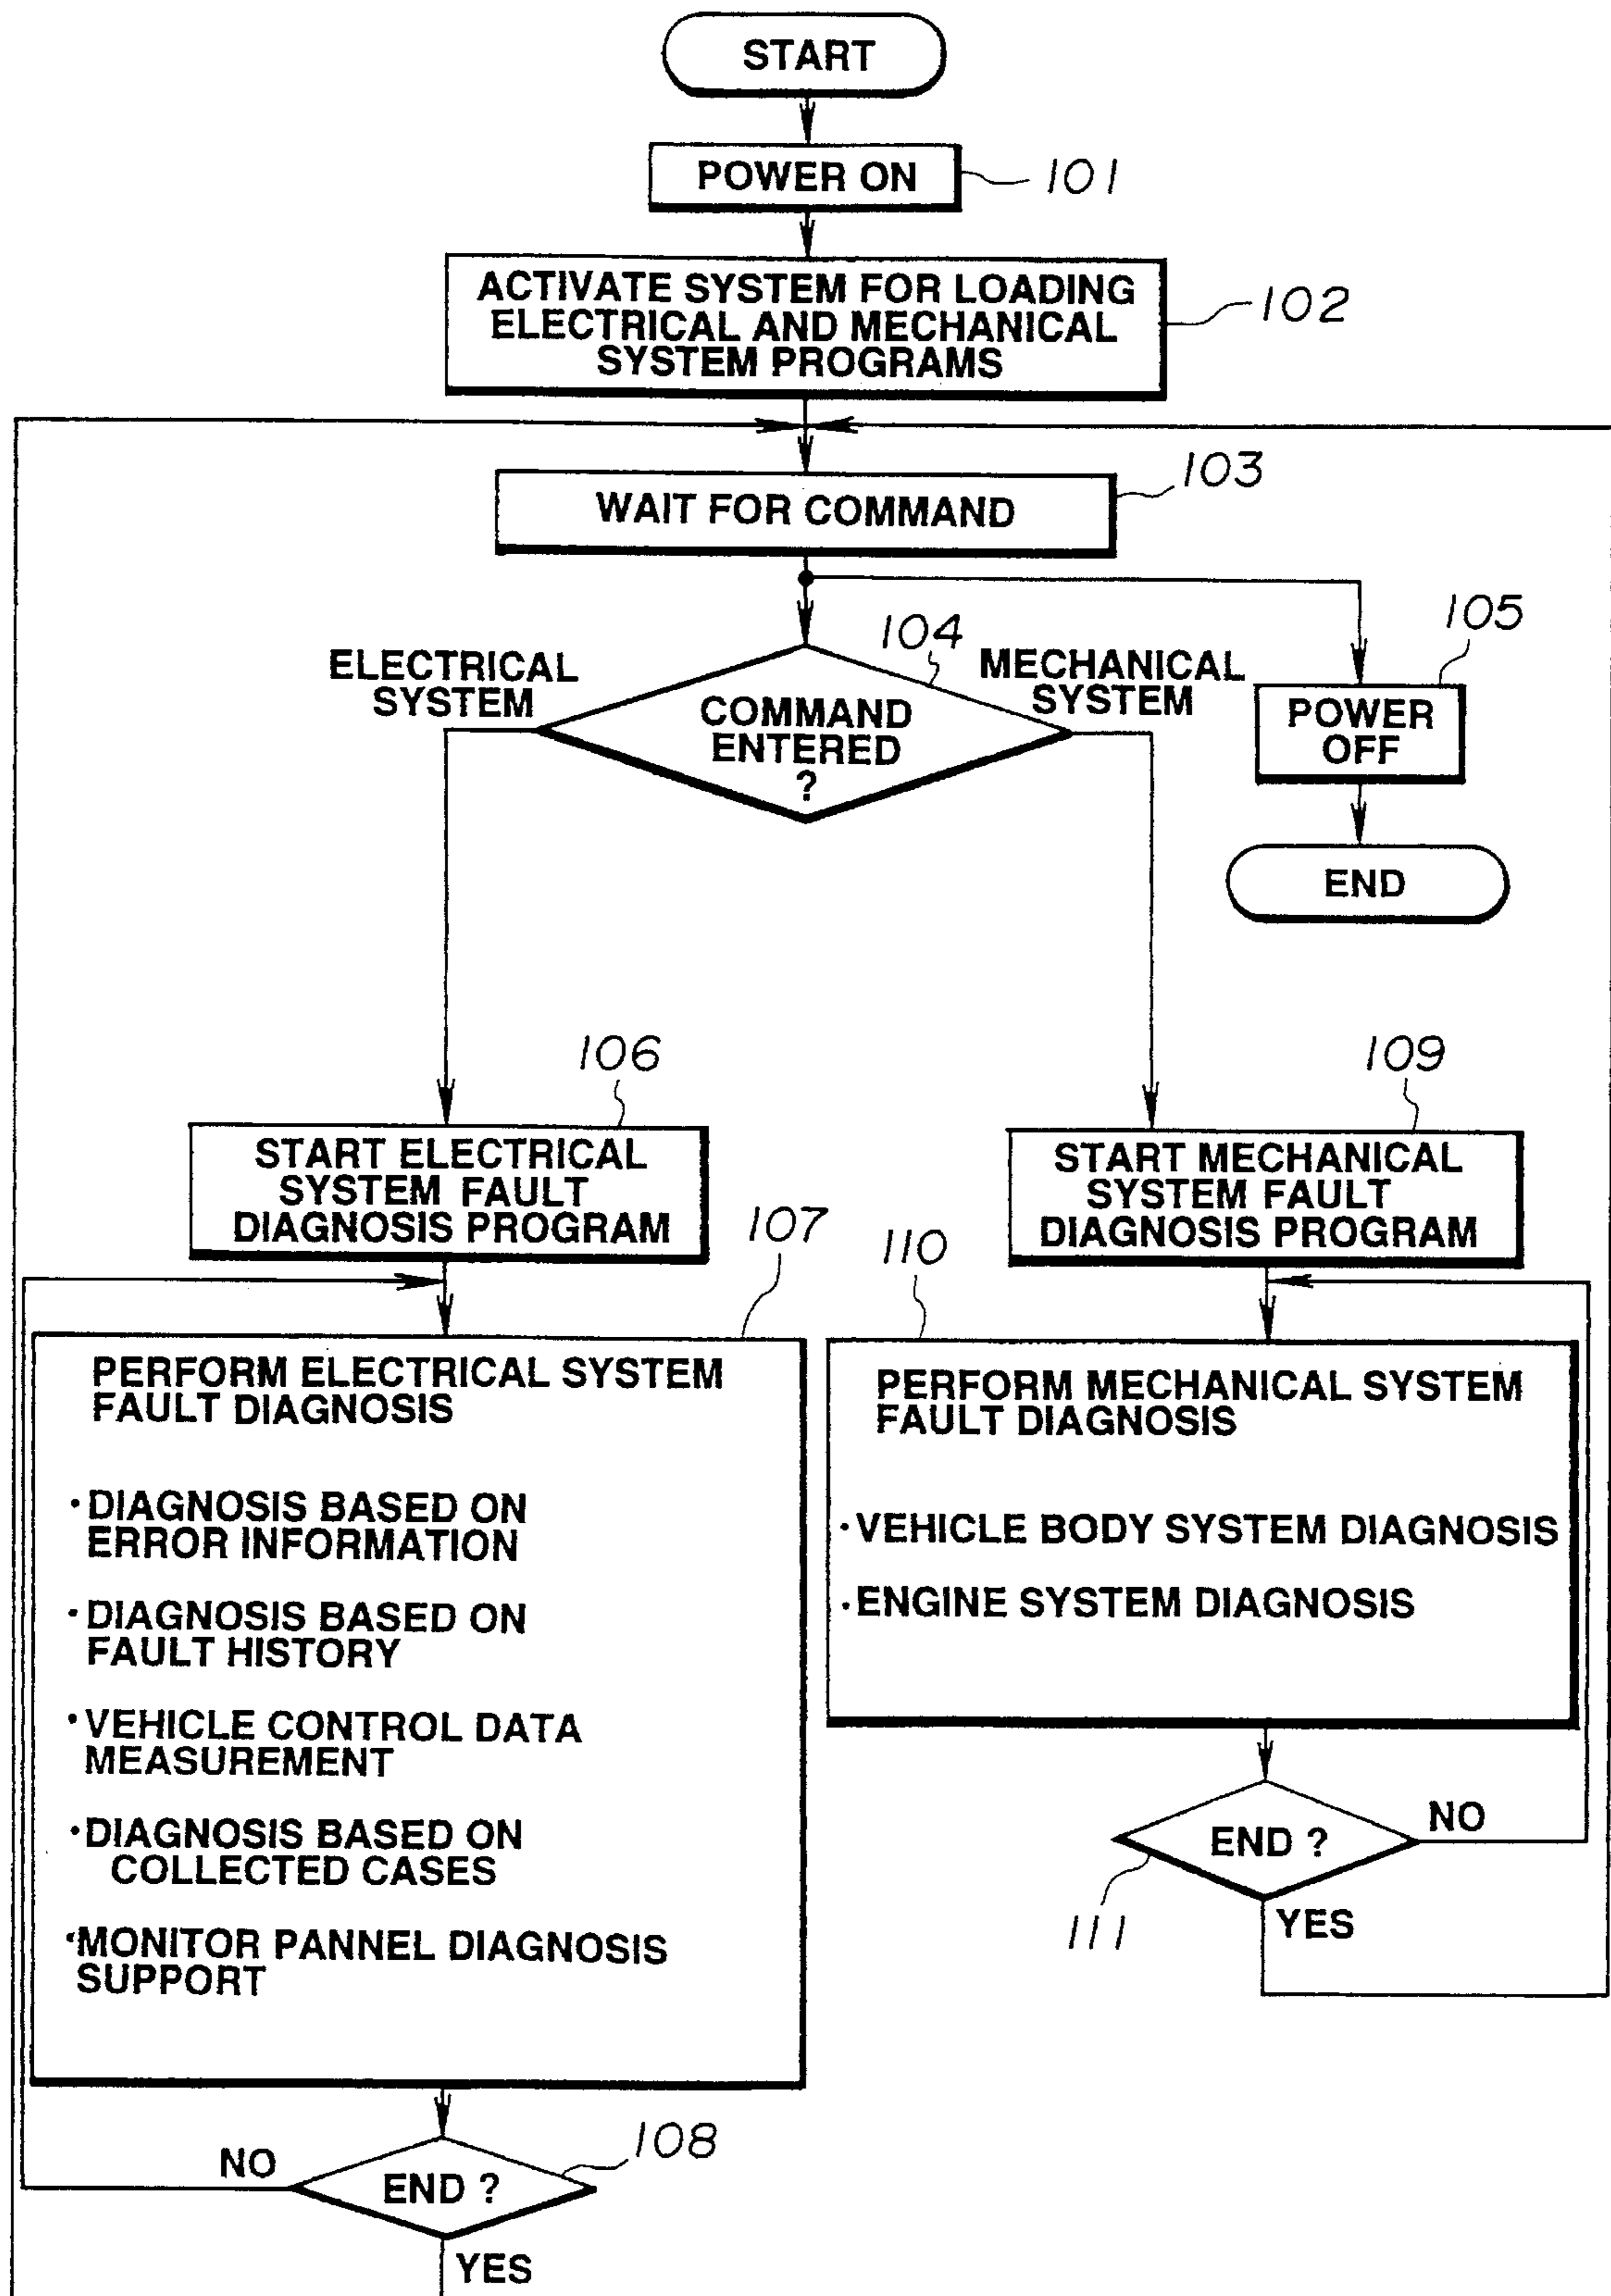 START
POWER ON
101
ACTIVATE SYSTEM FOR LOADING
ELECTRICAL AND MECHANICAL
SYSTEM PROGRAMS
102
WAIT FOR COMMAND
103
104
ELECTRICAL
SYSTEM
COMMAND
ENTERED
?
MECHANICAL
SYSTEM
105
POWER
OFF
END
106
START ELECTRICAL
SYSTEM FAULT
DIAGNOSIS PROGRAM
109
START MECHANICAL
SYSTEM FAULT
DIAGNOSIS PROGRAM
107
PERFORM ELECTRICAL SYSTEM
FAULT DIAGNOSIS
·DIAGNOSIS BASED ON
ERROR INFORMATION
·DIAGNOSIS BASED ON
FAULT HISTORY
·VEHICLE CONTROL DATA
MEASUREMENT
·DIAGNOSIS BASED ON
COLLECTED CASES
·MONITOR PANNEL DIAGNOSIS
SUPPORT
110
PERFORM MECHANICAL SYSTEM
FAULT DIAGNOSIS
·VEHICLE BODY SYSTEM DIAGNOSIS
·ENGINE SYSTEM DIAGNOSIS
END ?
NO
111
YES
108
NO
END ?
YES